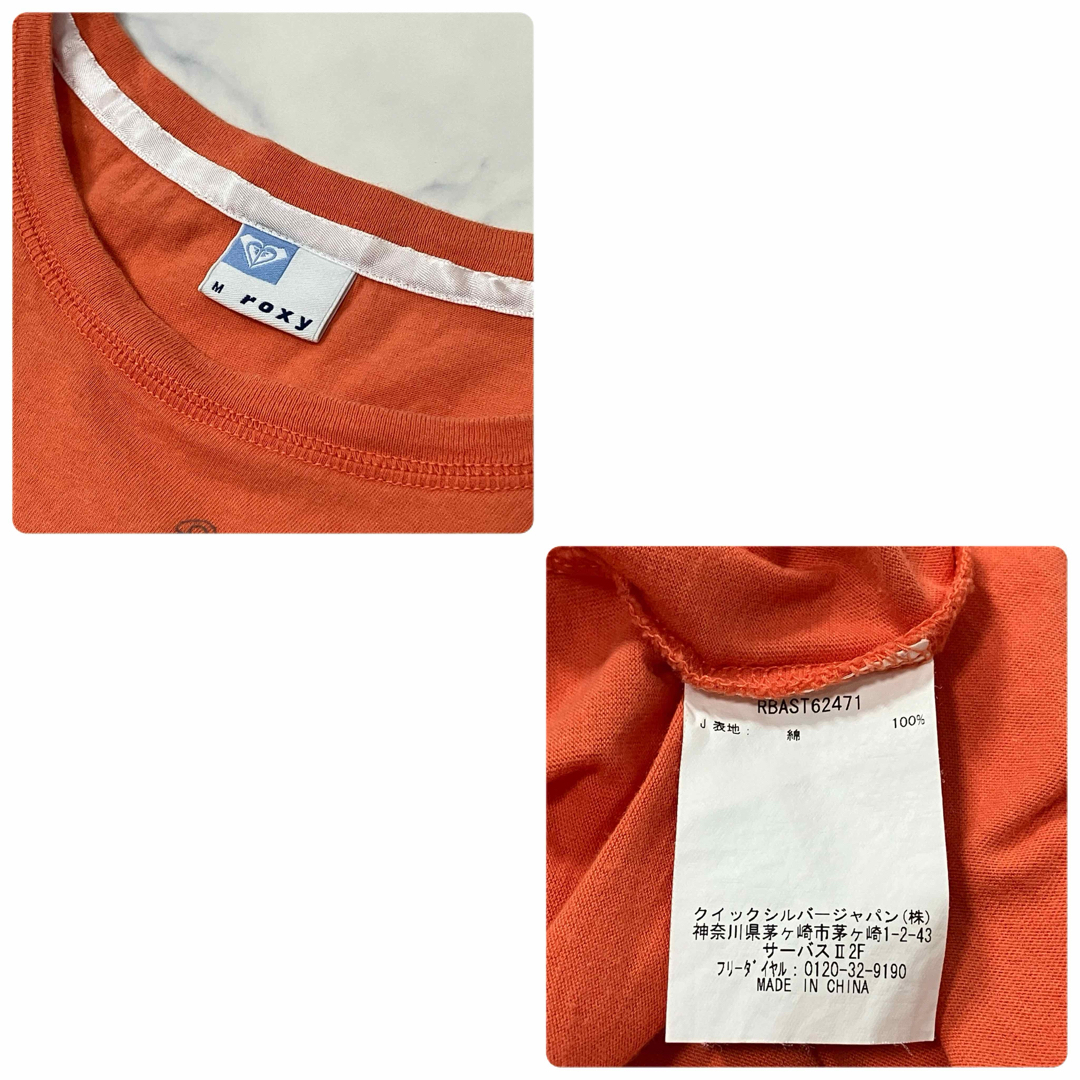 M roxy
RBAST62471
J 表地： 綿 100%
クイックシルバージャパン(株)
神奈川県茅ヶ崎市茅ヶ崎1-2-43
サーバスⅡ2F
ﾌﾘｰﾀﾞｲﾔﾙ：0120-32-9190
MADE IN CHINA